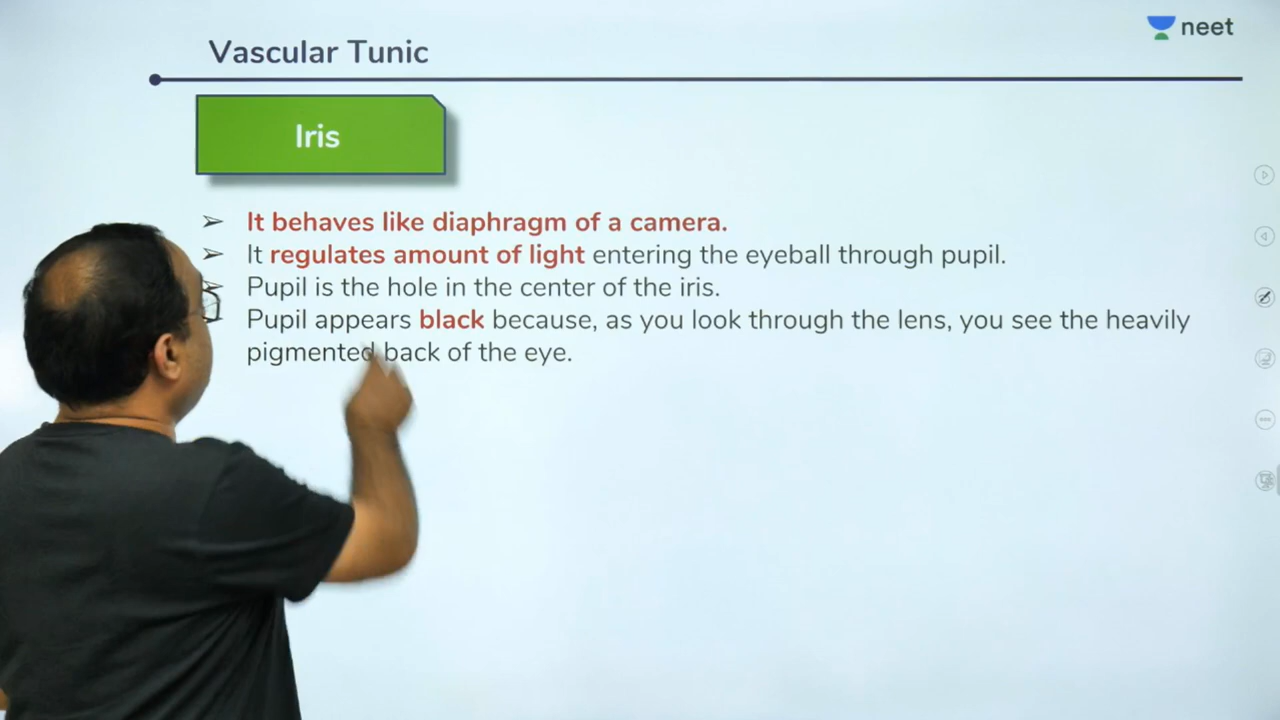 neet
Vascular Tunic
Iris
It behaves like diaphragm of a camera.
It regulates amount of light entering the eyeball through pupil.
Pupil is the hole in the center of the iris.
Pupil appears black because, as you look through the lens, you see the heavily
pigmented back of the eye.